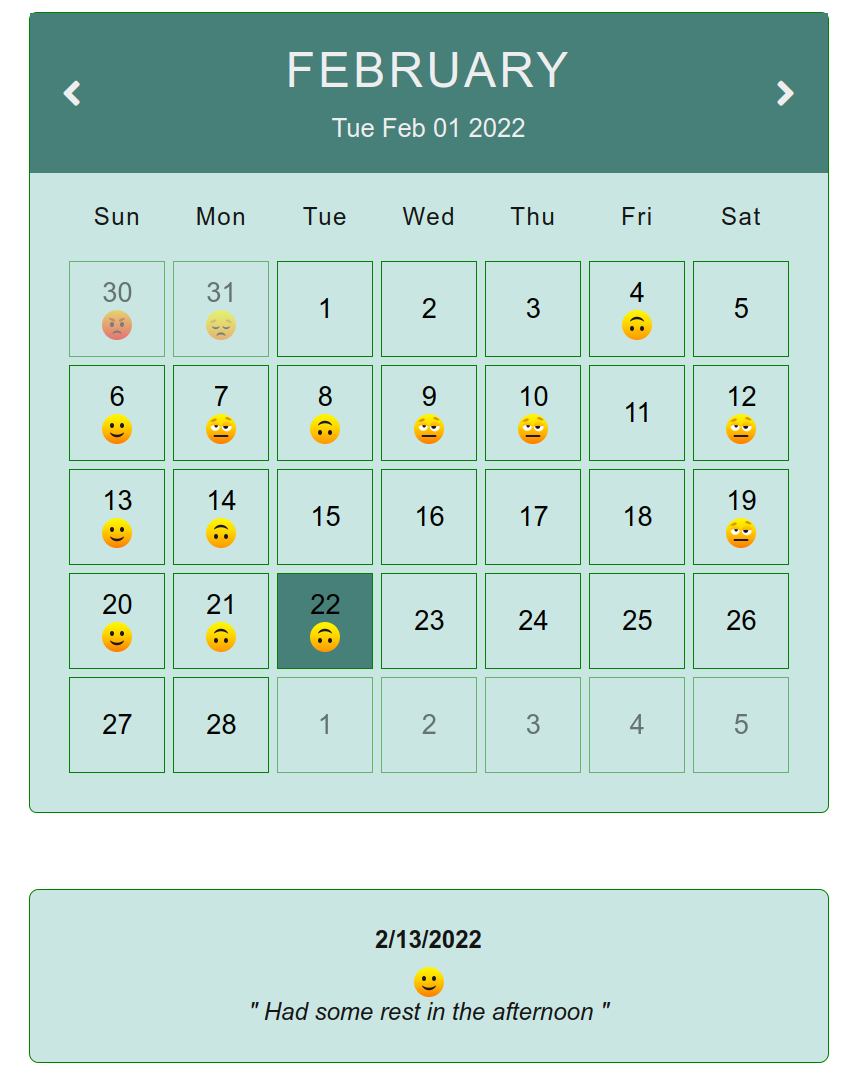 FEBRUARY
Tue Feb 01 2022
Sun Mon Tue Wed Thu Fri Sat
30 31 1 2 3 4 5
6 7 8 9 10 11 12
13 14 15 16 17 18 19
20 21 22 23 24 25 26
27 28 1 2 3 4 5
2/13/2022
" Had some rest in the afternoon "